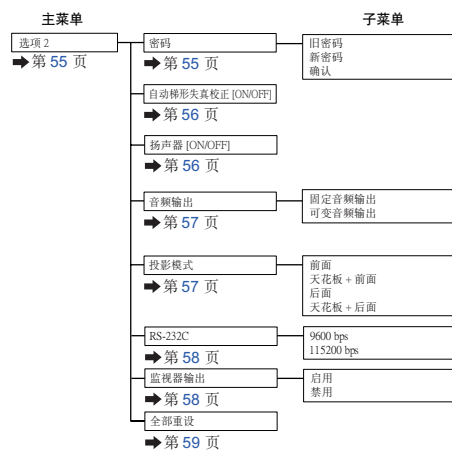 主菜单
子菜单
选项 2
➡第 55 页
密码
➡第 55 页
旧密码
新密码
确认
自动梯形失真校正 [ON/OFF]
➡第 56 页
扬声器 [ON/OFF]
➡第 56 页
音频输出
➡第 57 页
固定音频输出
可变音频输出
投影模式
➡第 57 页
前面
天花板 + 前面
后面
天花板 + 后面
RS-232C
➡第 58 页
9600 bps
115200 bps
监视器输出
➡第 58 页
启用
禁用
全部重设
➡第 59 页